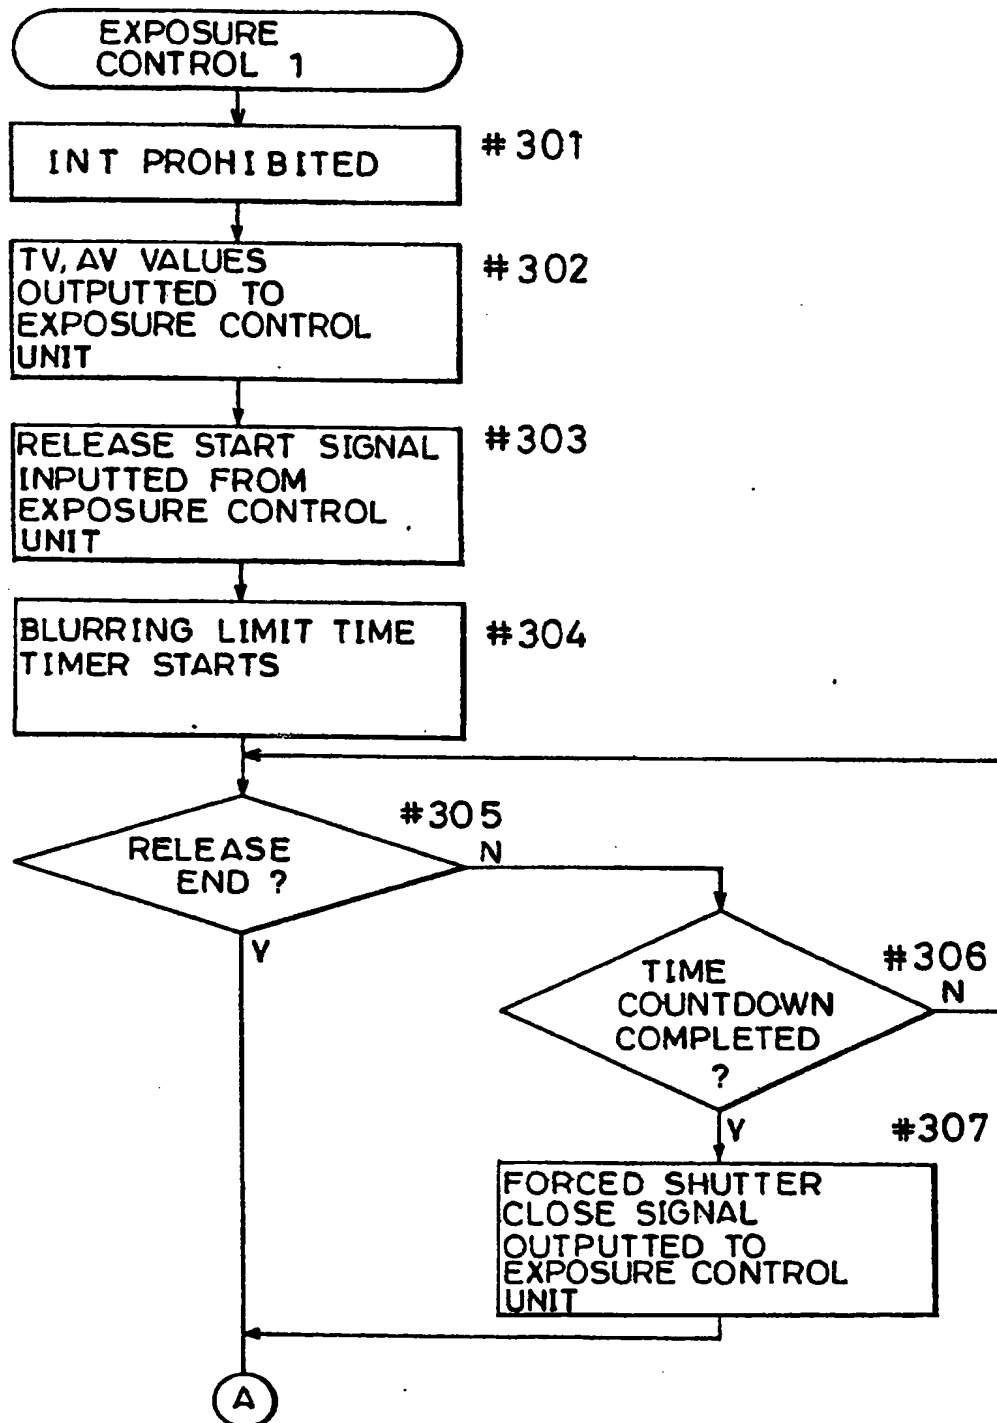 EXPOSURE
CONTROL 1
INT PROHIBITED
#301
TV, AV VALUES
OUTPUTTED TO
EXPOSURE CONTROL
UNIT
#302
RELEASE START SIGNAL
INPUTTED FROM
EXPOSURE CONTROL
UNIT
#303
BLURRING LIMIT TIME
TIMER STARTS
#304
#305
RELEASE
END ?
N
Y
#306
TIME
COUNTDOWN
COMPLETED
?
N
Y
#307
FORCED SHUTTER
CLOSE SIGNAL
OUTPUTTED TO
EXPOSURE CONTROL
UNIT
A